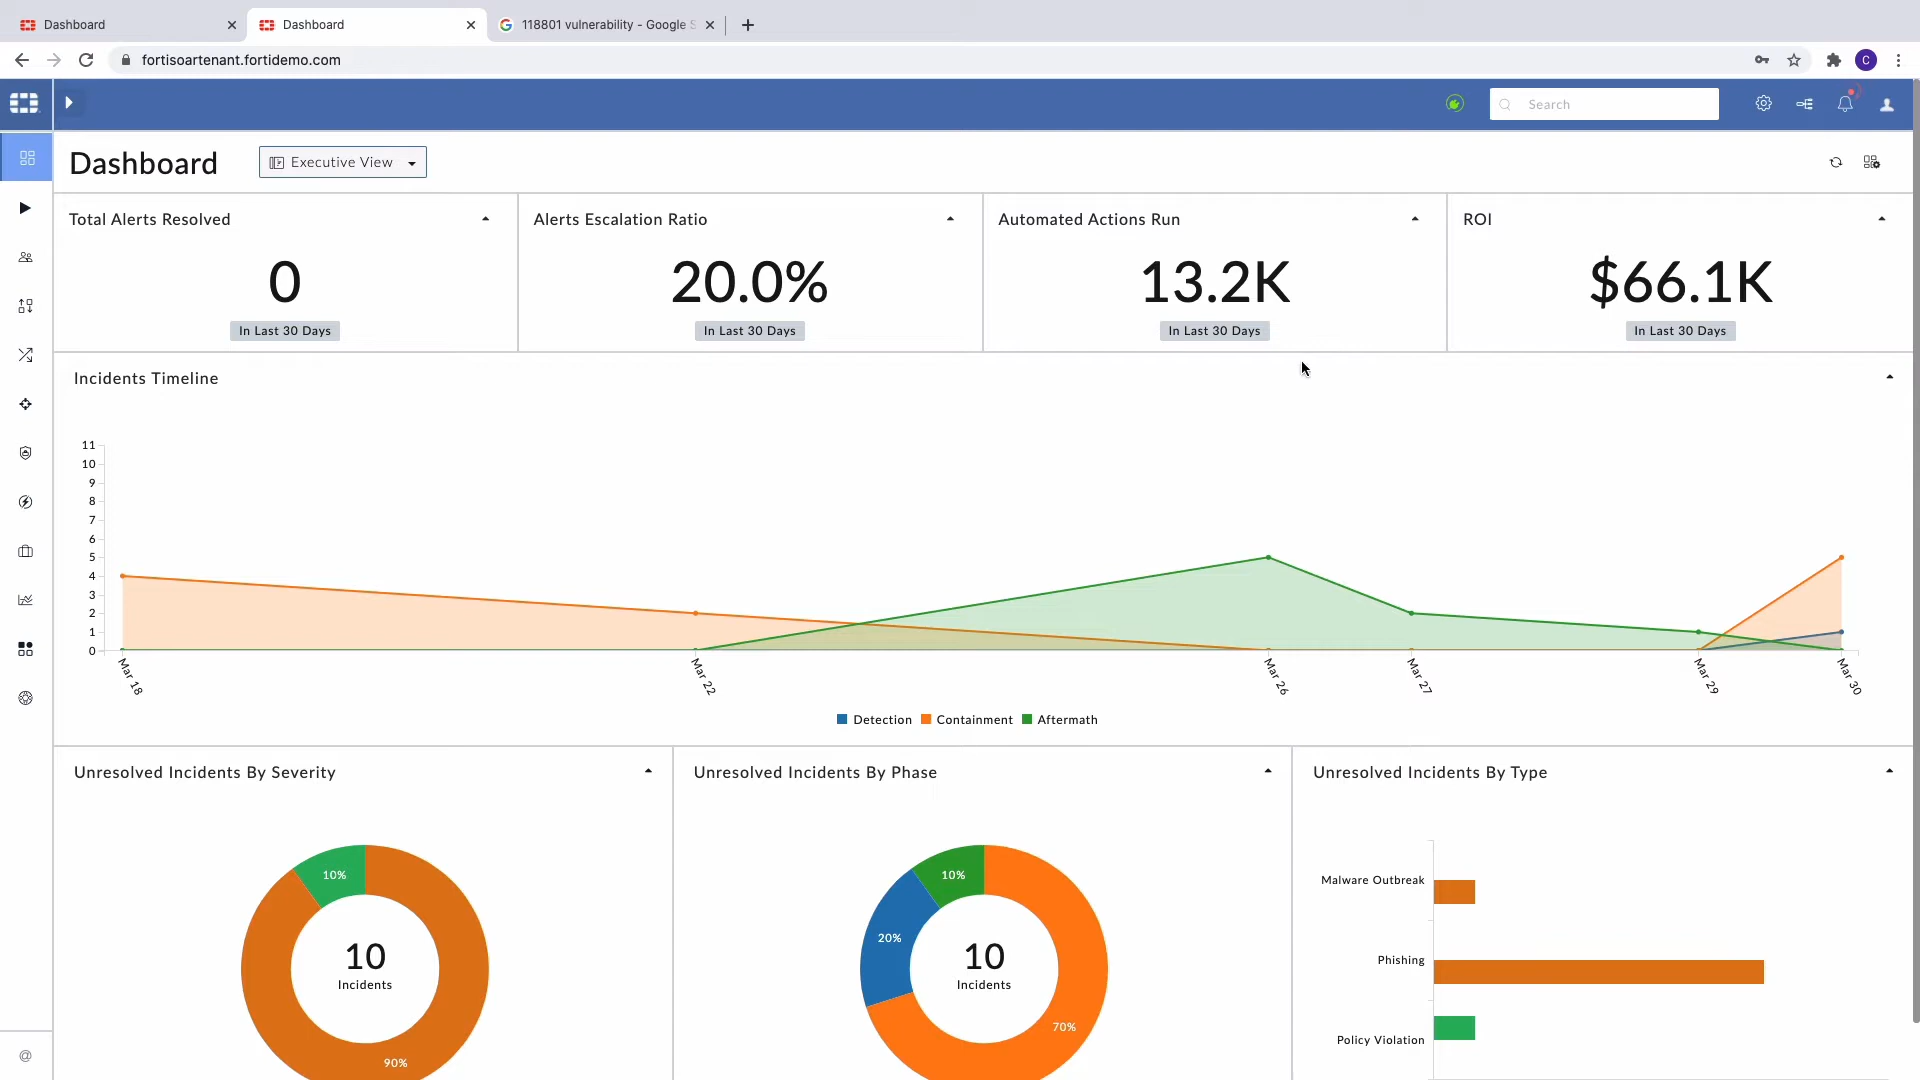 Dashboard
Dashboard
118801 vulnerability - Google S
fortisoartenant.fortidemo.com
C
Search
Dashboard
Executive View
Total Alerts Resolved
0
In Last 30 Days
Alerts Escalation Ratio
20.0%
In Last 30 Days
Automated Actions Run
13.2K
In Last 30 Days
ROI
$66.1K
In Last 30 Days
Incidents Timeline
11
10
9
8
7
6
5
4
3
2
1
0
Mar 18
Mar 22
Mar 26
Mar 27
Mar 29
Mar 30
Detection
Containment
Aftermath
Unresolved Incidents By Severity
10%
10
Incidents
90%
Unresolved Incidents By Phase
10%
20%
10
Incidents
70%
Unresolved Incidents By Type
Malware Outbreak
Phishing
Policy Violation
@